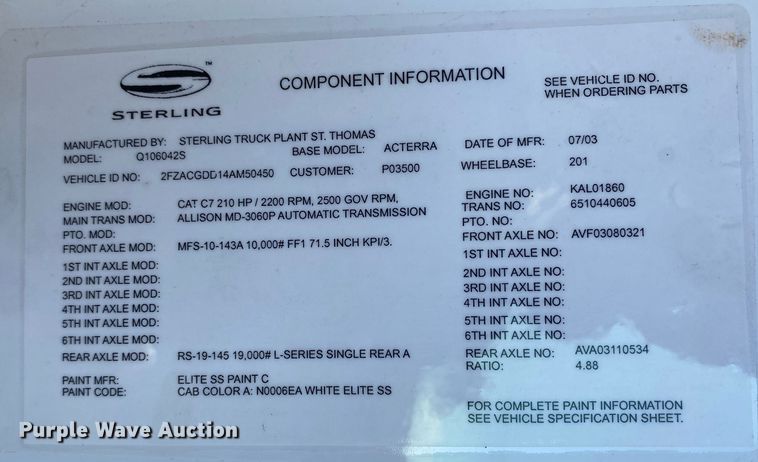 STERLING
™
COMPONENT INFORMATION
SEE VEHICLE ID NO.
WHEN ORDERING PARTS
MANUFACTURED BY: STERLING TRUCK PLANT ST. THOMAS
MODEL: Q106042S BASE MODEL: ACTERRA
DATE OF MFR: 07/03
VEHICLE ID NO: 2FZACGDD14AM50450 CUSTOMER: P03500
WHEELBASE: 201
ENGINE MOD: CAT C7 210 HP / 2200 RPM, 2500 GOV RPM,
ENGINE NO: KAL01860
MAIN TRANS MOD: ALLISON MD-3060P AUTOMATIC TRANSMISSION
TRANS NO: 6510440605
PTO. MOD:
PTO. NO:
FRONT AXLE MOD: MFS-10-143A 10,000# FF1 71.5 INCH KPI/3.
FRONT AXLE NO: AVF03080321
1ST INT AXLE MOD:
1ST INT AXLE NO:
2ND INT AXLE MOD:
2ND INT AXLE NO:
3RD INT AXLE MOD:
3RD INT AXLE NO:
4TH INT AXLE MOD:
4TH INT AXLE NO:
5TH INT AXLE MOD:
5TH INT AXLE NO:
6TH INT AXLE MOD:
6TH INT AXLE NO:
REAR AXLE MOD: RS-19-145 19,000# L-SERIES SINGLE REAR A
REAR AXLE NO: AVA03110534
RATIO: 4.88
PAINT MFR: ELITE SS PAINT C
PAINT CODE: CAB COLOR A: N0006EA WHITE ELITE SS
FOR COMPLETE PAINT INFORMATION
SEE VEHICLE SPECIFICATION SHEET.
Purple Wave Auction